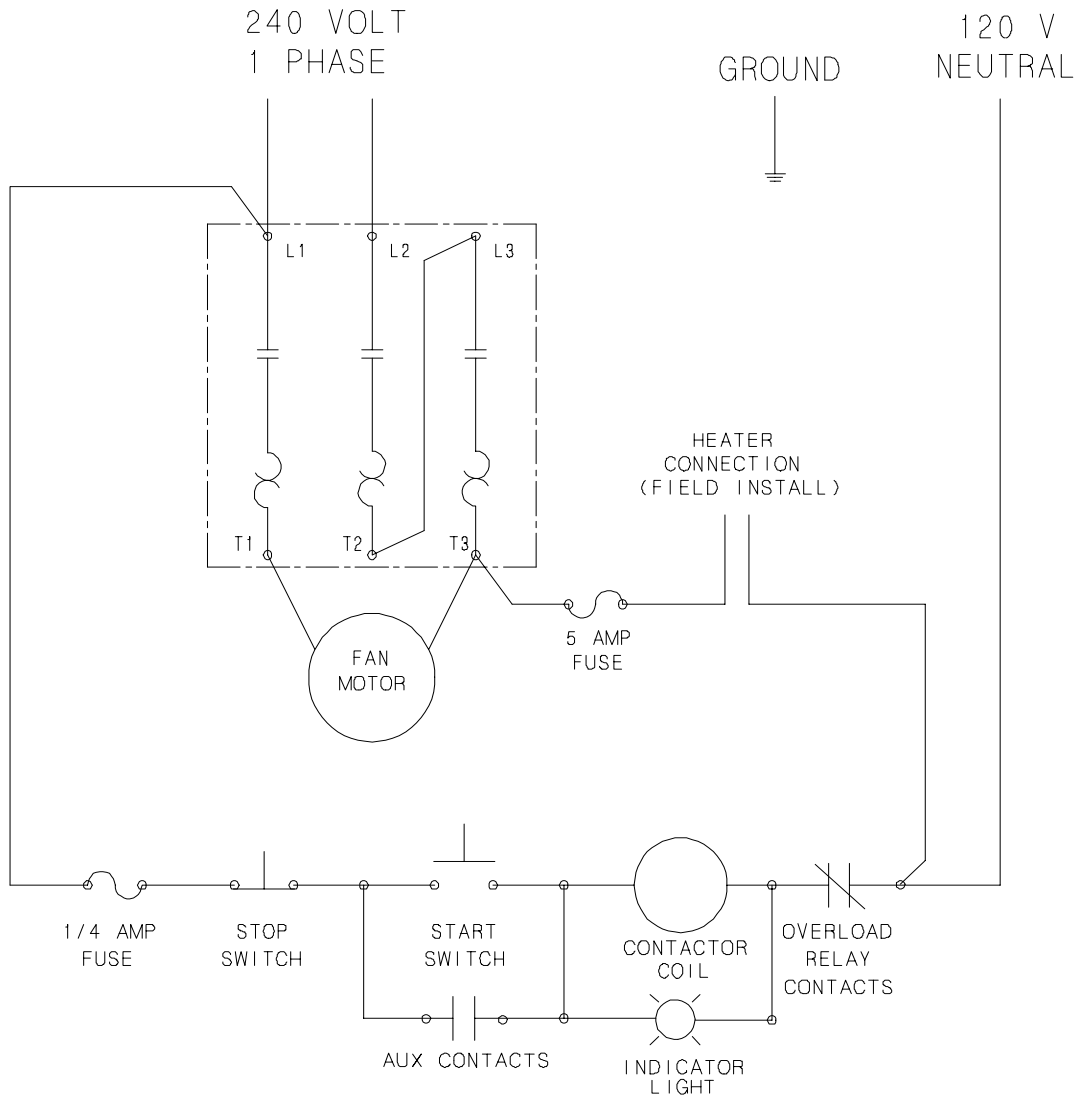 240 VOLT
1 PHASE
GROUND
120 V
NEUTRAL
L1
L2
L3
HEATER
CONNECTION
(FIELD INSTALL)
T1
T2
T3
5 AMP
FUSE
FAN
MOTOR
1/4 AMP
FUSE
STOP
SWITCH
START
SWITCH
CONTACTOR
COIL
OVERLOAD
RELAY
CONTACTS
AUX CONTACTS
INDICATOR
LIGHT